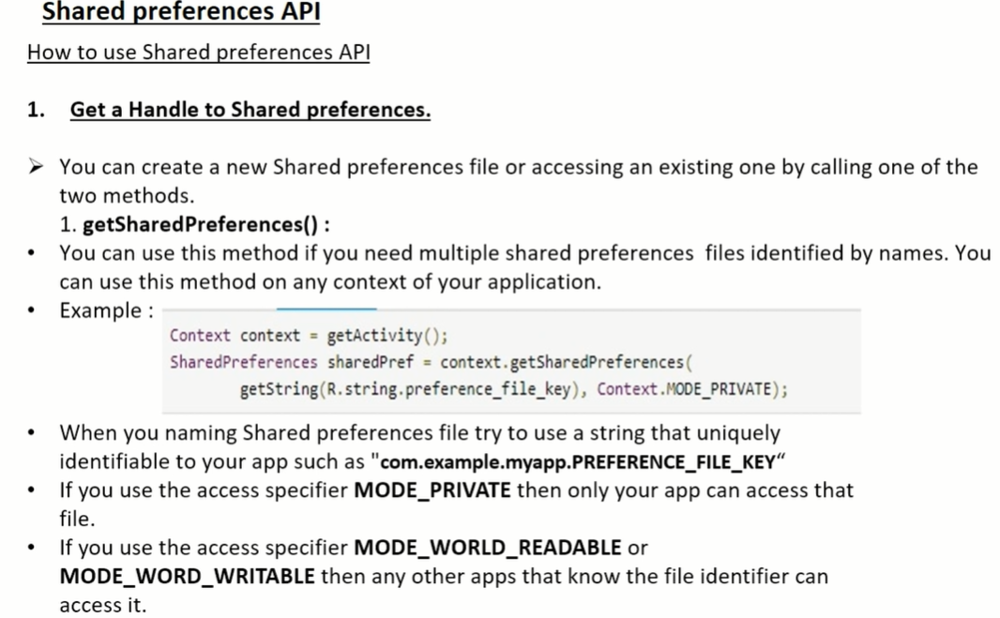 Shared preferences API
How to use Shared preferences API
1. Get a Handle to Shared preferences.
➢ You can create a new Shared preferences file or accessing an existing one by calling one of the
two methods.
1. getSharedPreferences() :
• You can use this method if you need multiple shared preferences files identified by names. You
can use this method on any context of your application.
• Example :
Context context = getActivity();
SharedPreferences sharedPref = context.getSharedPreferences(
getString(R.string.preference_file_key), Context.MODE_PRIVATE);
• When you naming Shared preferences file try to use a string that uniquely
identifiable to your app such as "com.example.myapp.PREFERENCE_FILE_KEY“
• If you use the access specifier MODE_PRIVATE then only your app can access that
file.
• If you use the access specifier MODE_WORLD_READABLE or
MODE_WORD_WRITABLE then any other apps that know the file identifier can
access it.